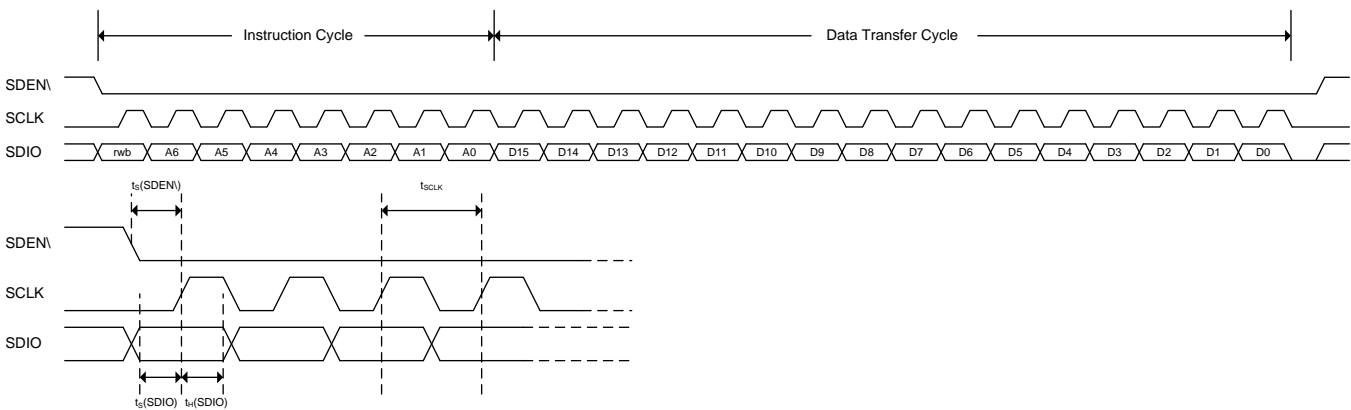 Instruction Cycle Data Transfer Cycle
SDEN\
SCLK
SDIO rwb A6 A5 A4 A3 A2 A1 A0 D15 D14 D13 D12 D11 D10 D9 D8 D7 D6 D5 D4 D3 D2 D1 D0
tS(SDEN\) tSCLK
SDEN\
SCLK
SDIO
tS(SDIO) tH(SDIO)